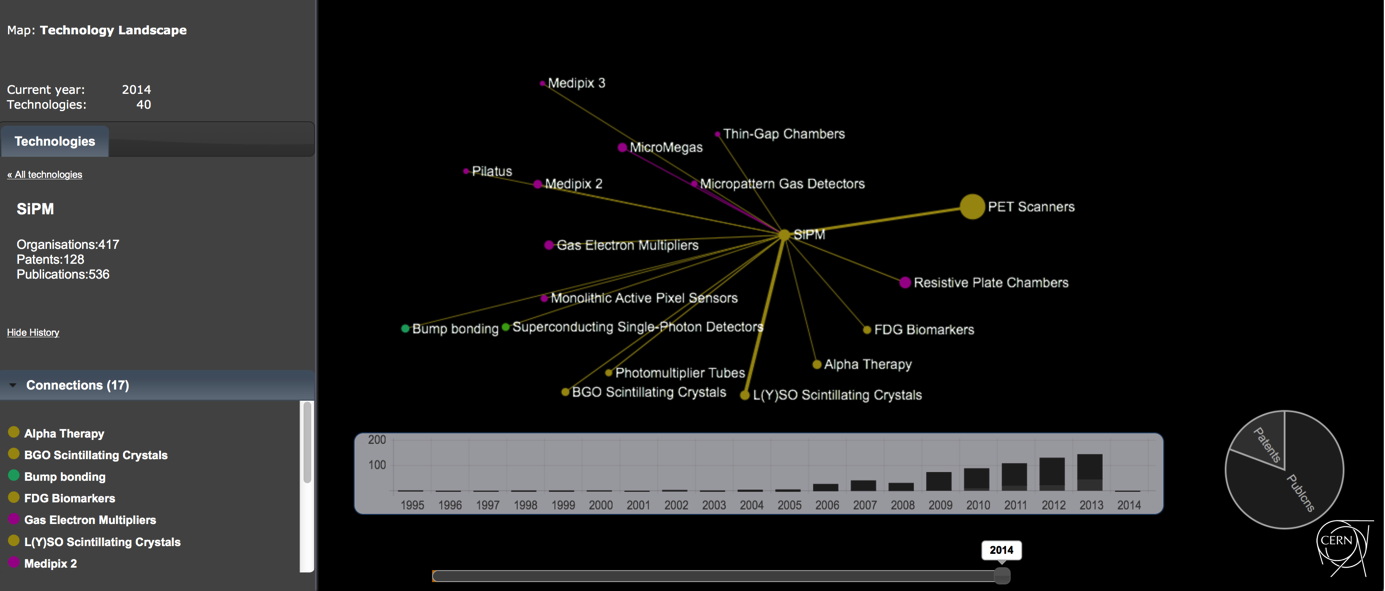 Map: Technology Landscape
Current year: 2014
Technologies: 40
Technologies
« All technologies
SiPM
Organisations:417
Patents:128
Publications:536
Hide History
Connections (17)
Alpha Therapy
BGO Scintillating Crystals
Bump bonding
FDG Biomarkers
Gas Electron Multipliers
L(Y)SO Scintillating Crystals
Medipix 2
Medipix 3
Thin-Gap Chambers
MicroMegas
Pilatus
Medipix 2
Micropattern Gas Detectors
PET Scanners
SiPM
Gas Electron Multipliers
Resistive Plate Chambers
Monolithic Active Pixel Sensors
Bump bonding
Superconducting Single-Photon Detectors
FDG Biomarkers
Alpha Therapy
Photomultiplier Tubes
BGO Scintillating Crystals
L(Y)SO Scintillating Crystals
200
100
1995 1996 1997 1998 1999 2000 2001 2002 2003 2004 2005 2006 2007 2008 2009 2010 2011 2012 2013 2014
Patents
Publcns
2014
CERN